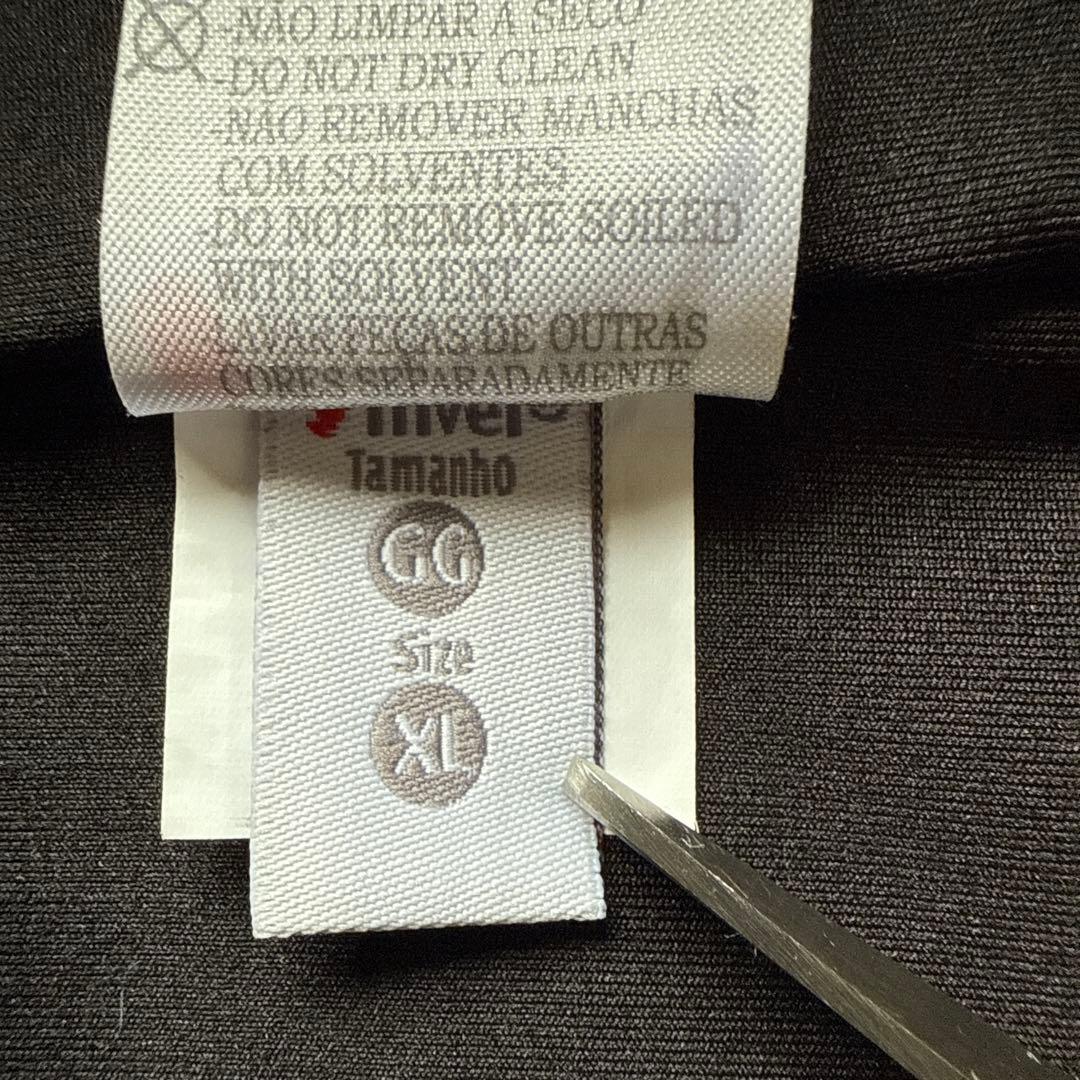 -NÃO LIMPAR A SECO
-DO NOT DRY CLEAN
-NÃO REMOVER MANCHAS
COM SOLVENTES
DO NOT REMOVE SOILED
WITH SOLVENT
LAVAR PEÇAS DE OUTRAS
CORES SEPARADAMENTE
Tamanho
GG
Size
XL